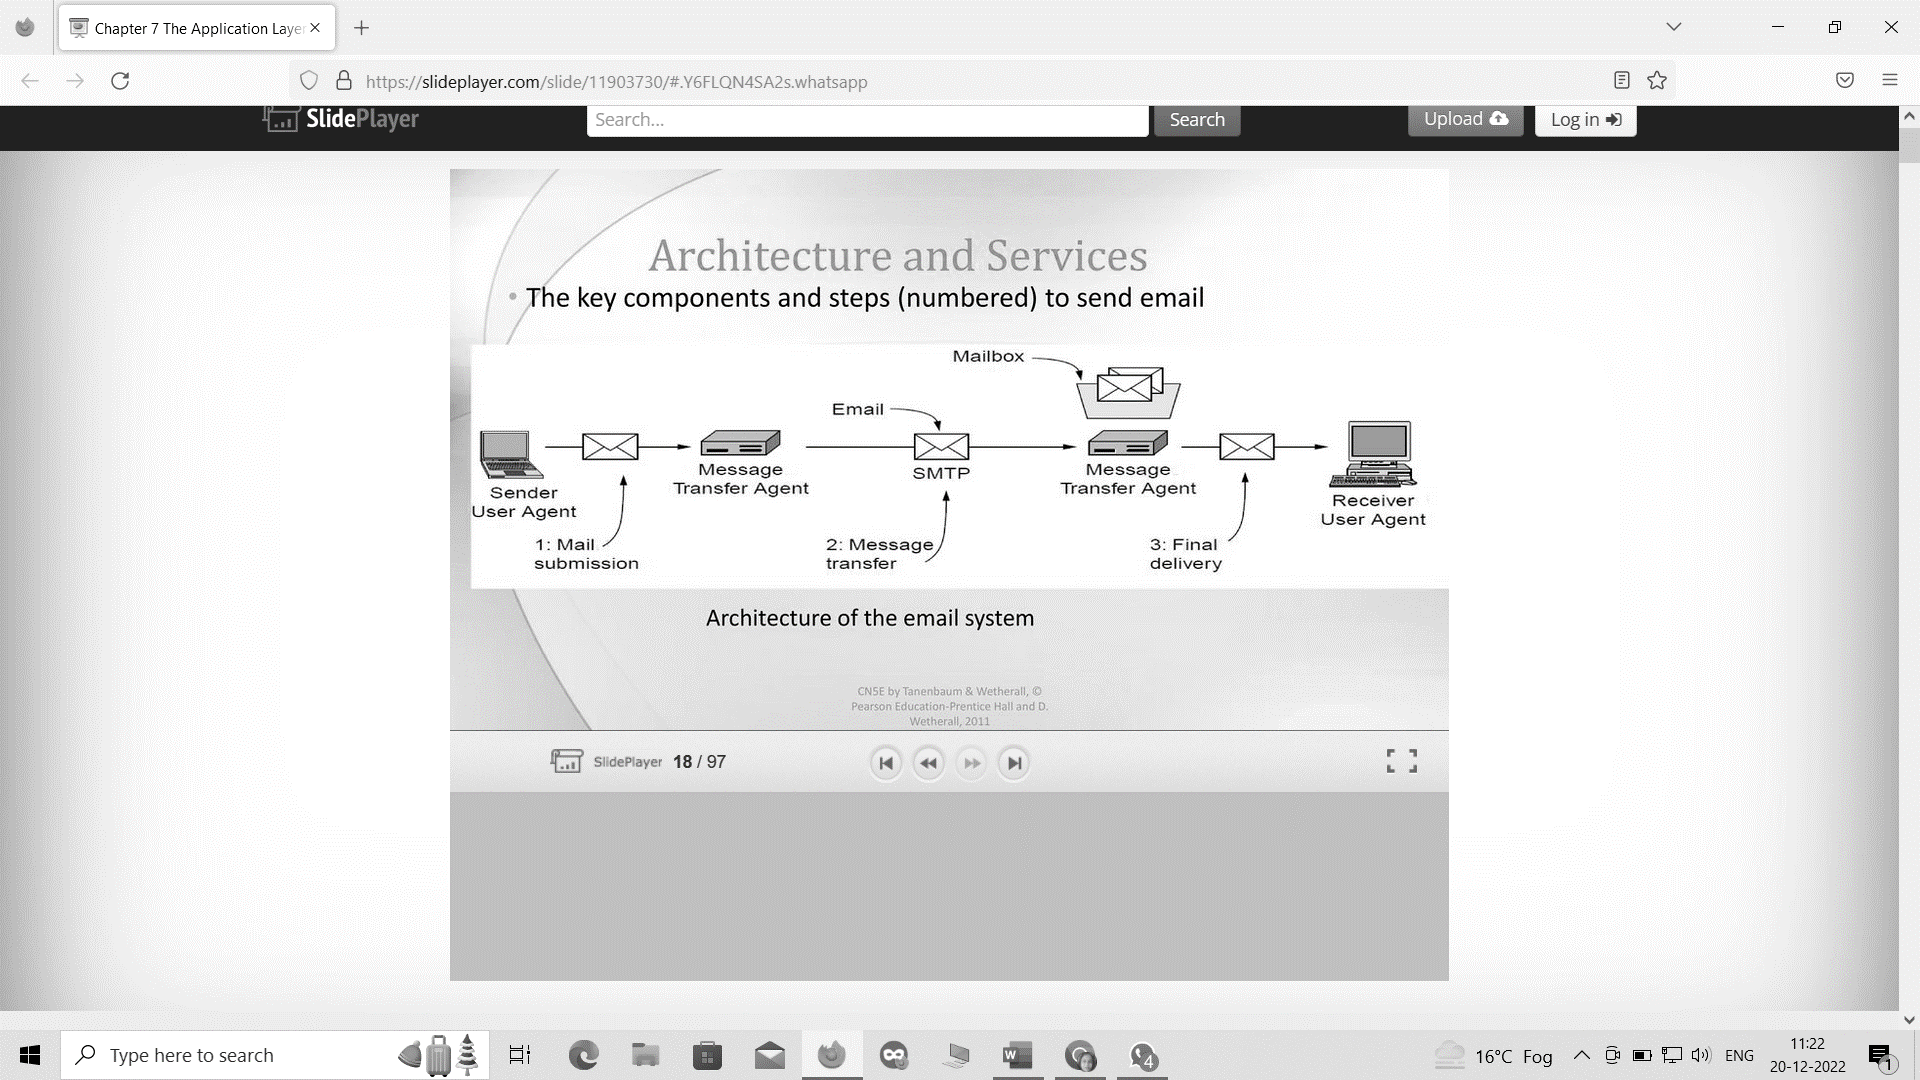 Chapter 7 The Application Layer
https://slideplayer.com/slide/11903730/#.Y6FLQN4SA2s.whatsapp
SlidePlayer
Search...
Search
Upload
Log in
Architecture and Services
• The key components and steps (numbered) to send email
Mailbox
Email
Message
Transfer Agent
SMTP
Message
Transfer Agent
Sender
User Agent
Receiver
User Agent
1: Mail
submission
2: Message
transfer
3: Final
delivery
Architecture of the email system
CN5E by Tanenbaum & Wetherall, ©
Pearson Education-Prentice Hall and D.
Wetherall, 2011
SlidePlayer 18 / 97
Type here to search
W
4
16°C Fog
ENG
11:22
20-12-2022
1